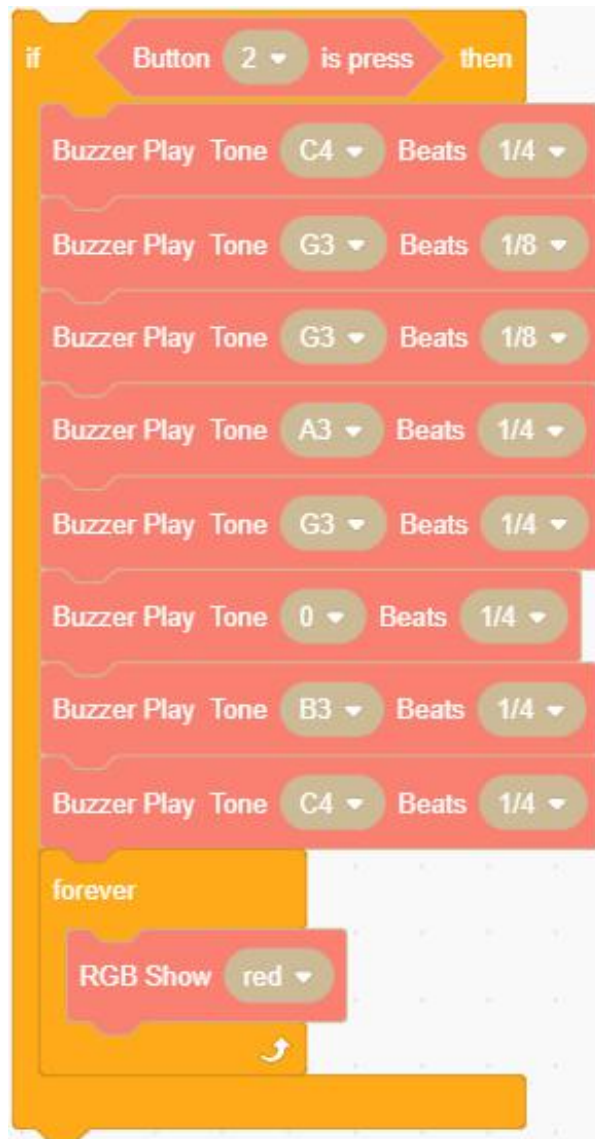 if Button 2 is press then
Buzzer Play Tone C4 Beats 1/4
Buzzer Play Tone G3 Beats 1/8
Buzzer Play Tone G3 Beats 1/8
Buzzer Play Tone A3 Beats 1/4
Buzzer Play Tone G3 Beats 1/4
Buzzer Play Tone 0 Beats 1/4
Buzzer Play Tone B3 Beats 1/4
Buzzer Play Tone C4 Beats 1/4
forever
RGB Show red